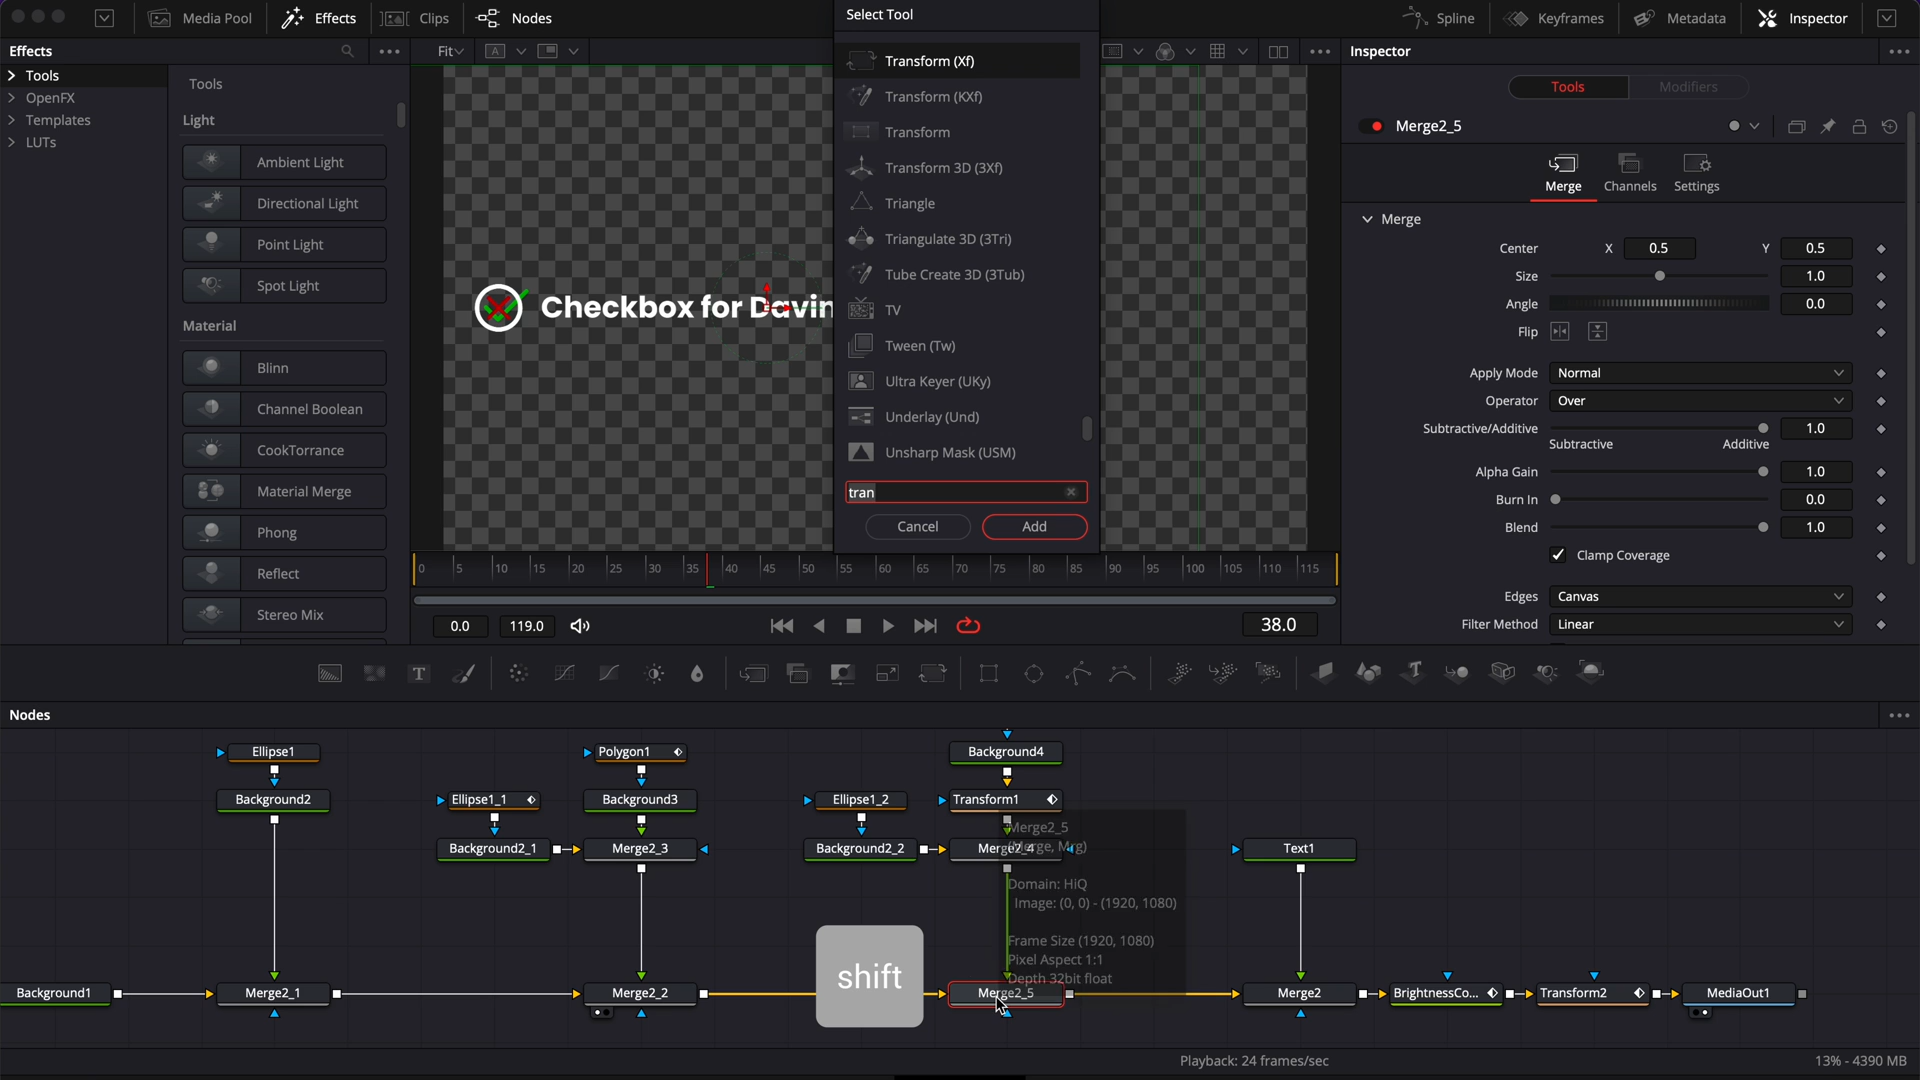 Media Pool
Effects
Clips
Nodes
Select Tool
Spline
Keyframes
Metadata
Inspector
Effects
Fit
A
Inspector
Tools
OpenFX
Templates
LUTs
Tools
Light
Ambient Light
Directional Light
Point Light
Spot Light
Material
Blinn
Channel Boolean
CookTorrance
Material Merge
Phong
Reflect
Stereo Mix
Checkbox for Davin
Transform (Xf)
Transform (KXf)
Transform
Transform 3D (3Xf)
Triangle
Triangulate 3D (3Tri)
Tube Create 3D (3Tub)
TV
Tween (Tw)
Ultra Keyer (UKy)
Underlay (Und)
Unsharp Mask (USM)
tran
Cancel Add
Tools Modifiers
Merge2_5
Merge Channels Settings
Merge
Center X 0.5 Y 0.5
Size 1.0
Angle 0.0
Flip
Apply Mode Normal
Operator Over
Subtractive/Additive 1.0
Subtractive Additive
Alpha Gain 1.0
Burn In 0.0
Blend 1.0
Clamp Coverage
Edges Canvas
Filter Method Linear
0 5 10 15 20 25 30 35 40 45 50 55 60 65 70 75 80 85 90 95 100 105 110 115
0.0 119.0 38.0
T
T
Nodes
Ellipse1
Polygon1
Background4
Background2
Ellipse1_1
Background3
Ellipse1_2
Transform1
Background2_1
Merge2_3
Background2_2
Merge2_4
Text1
Merge2_5
(Merge, Mrg)
Domain: HiQ
Image: (0, 0) - (1920, 1080)
Frame Size (1920, 1080)
Pixel Aspect 1:1
Depth 32bit float
shift
Background1
Merge2_1
Merge2_2
Merge2_5
Merge2
BrightnessCo...
Transform2
MediaOut1
Playback: 24 frames/sec
13% - 4390 MB